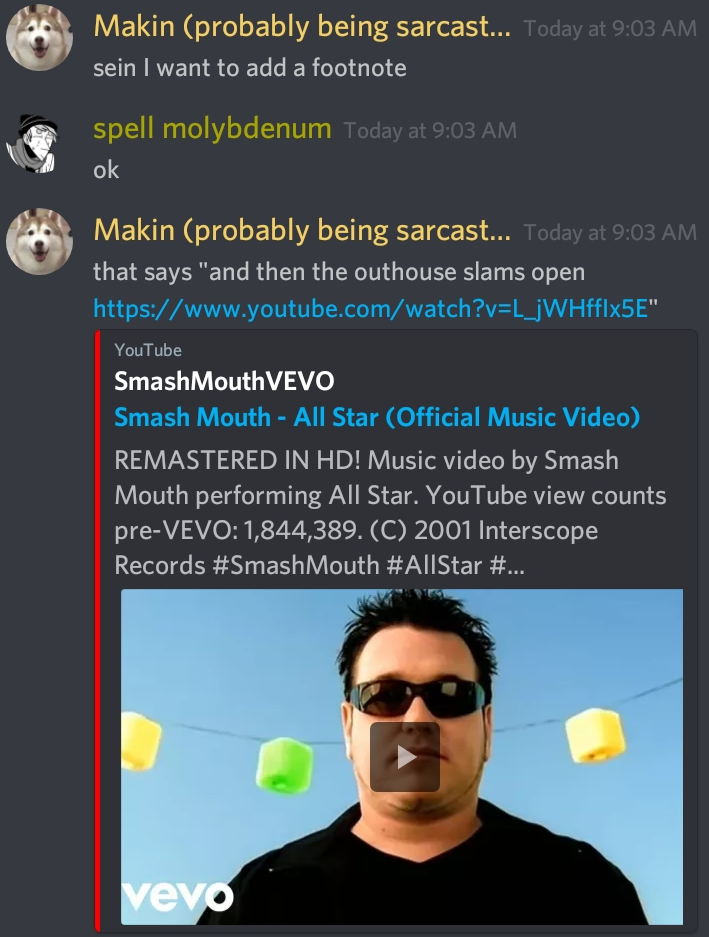 Makin (probably being sarcast... Today at 9:03 AM
sein I want to add a footnote
spell molybdenum Today at 9:03 AM
ok
Makin (probably being sarcast... Today at 9:03 AM
that says "and then the outhouse slams open
https://www.youtube.com/watch?v=L_jWHffIx5E"
YouTube
SmashMouthVEVO
Smash Mouth - All Star (Official Music Video)
REMASTERED IN HD! Music video by Smash
Mouth performing All Star. YouTube view counts
pre-VEVO: 1,844,389. (C) 2001 Interscope
Records #SmashMouth #AllStar #...
vevo